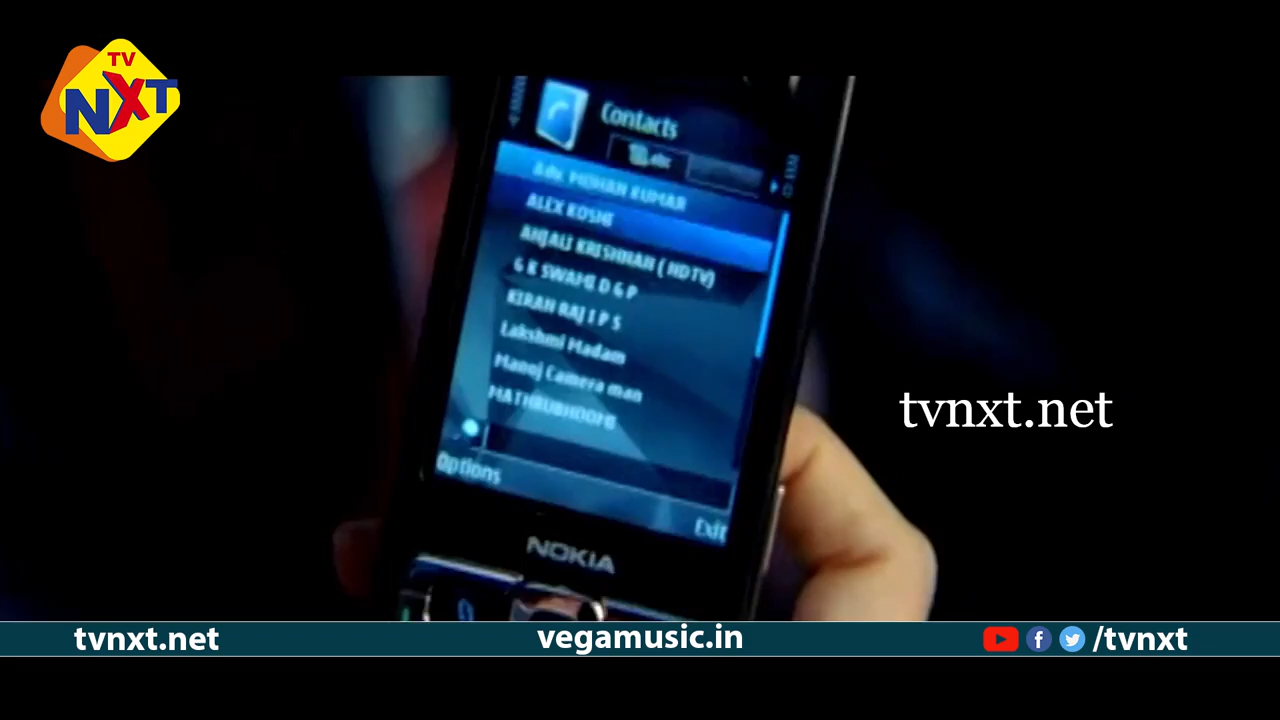 TV
NXT
Contacts
abc
Adv. MOHAN KUMAR
ALEX KOSHI
ANJALI KRISHNAN ( NDTV)
G K SWAMI D G P
KIRAN RAJ I P S
Lakshmi Madam
Manoj Camera man
MATHRUBHOOMI
Options
Exit
NOKIA
tvnxt.net
tvnxt.net
vegamusic.in
/tvnxt